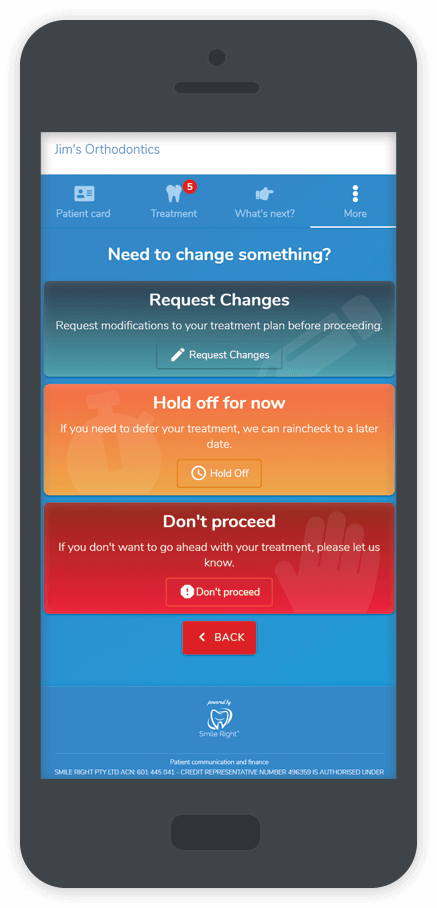 Jim's Orthodontics
5
Patient card
Treatment
What's next?
More
Need to change something?
Request Changes
Request modifications to your treatment plan before proceeding.
Request Changes
Hold off for now
If you need to defer your treatment, we can raincheck to a later
date.
Hold Off
Don't proceed
If you don't want to go ahead with your treatment, please let us
know.
Don't proceed
BACK
powered by
Smile Right™
Patient communication and finance
SMILE RIGHT PTY LTD ACN: 601 445 041 - CREDIT REPRESENTATIVE NUMBER 496359 IS AUTHORISED UNDER